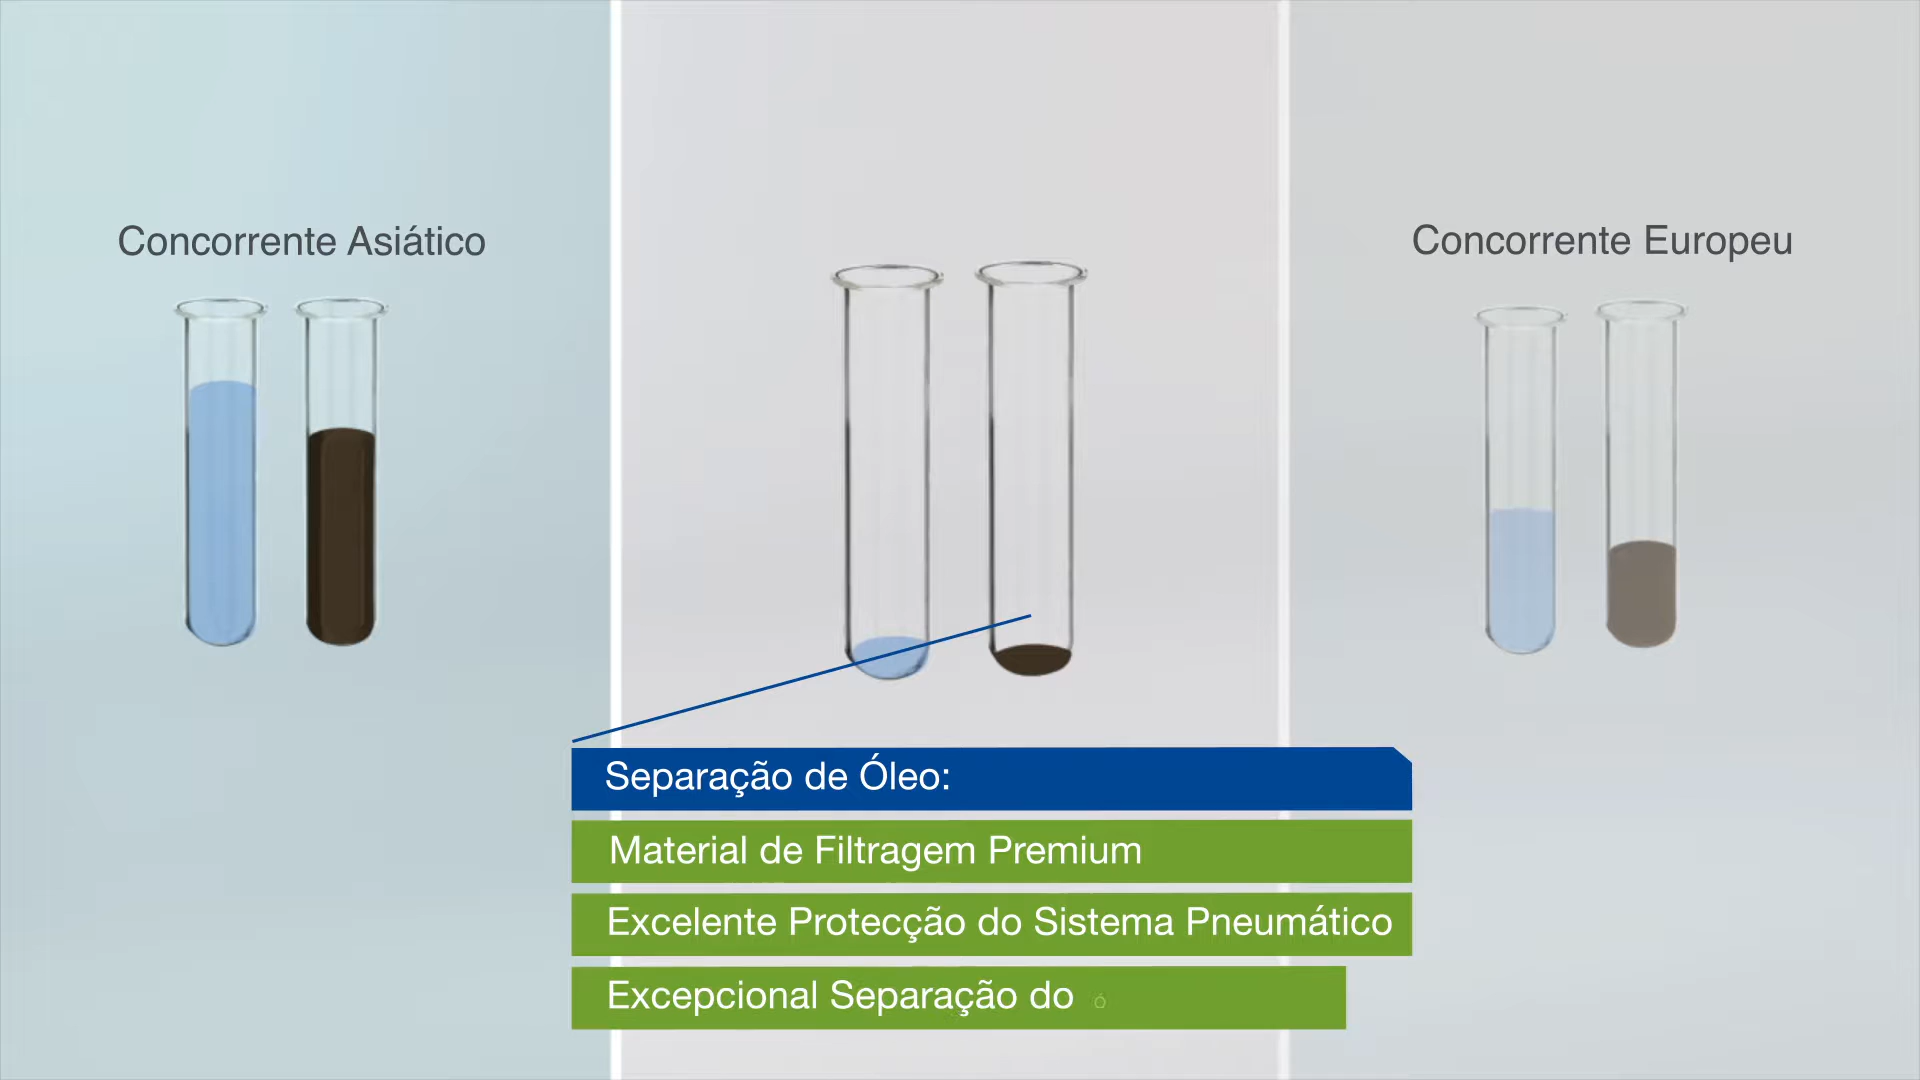 Concorrente Asiático
Concorrente Europeu
Separação de Óleo:
Material de Filtragem Premium
Excelente Protecção do Sistema Pneumático
Excepcional Separação do